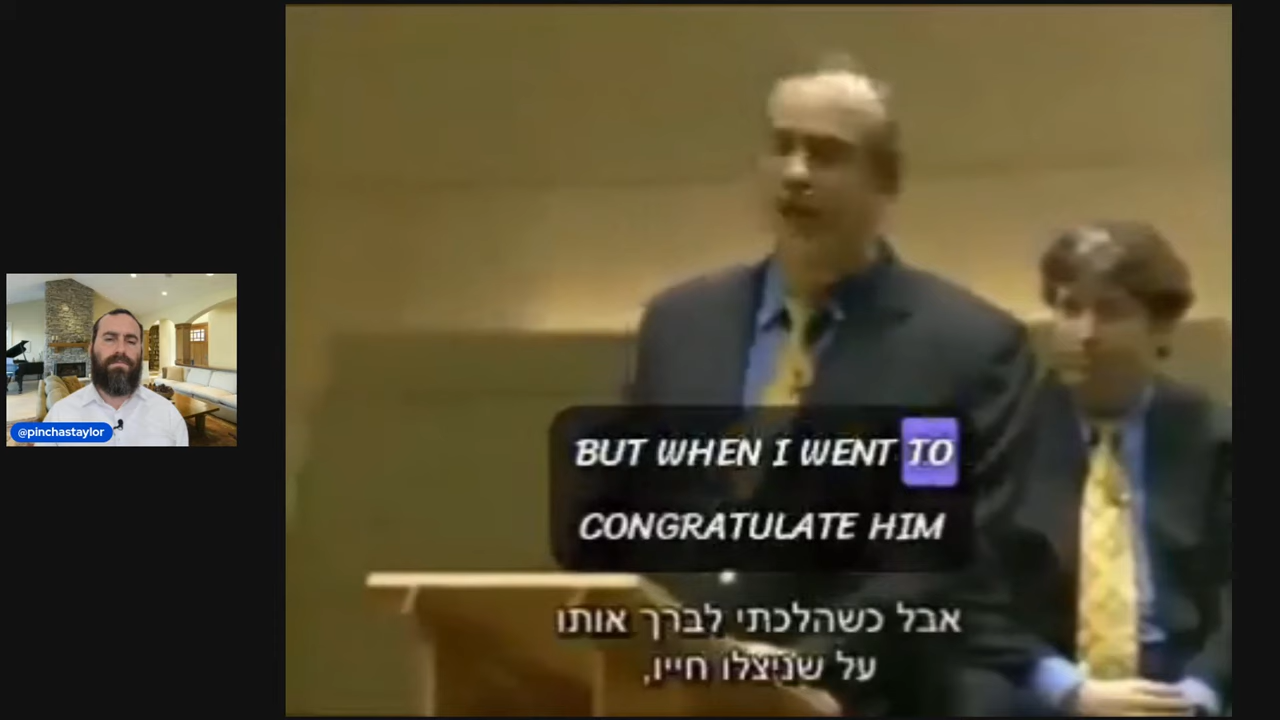 @pinchastaylor
BUT WHEN I WENT TO
CONGRATULATE HIM
אבל כשהלכתי לברך אותו
על שניצלו חייו,